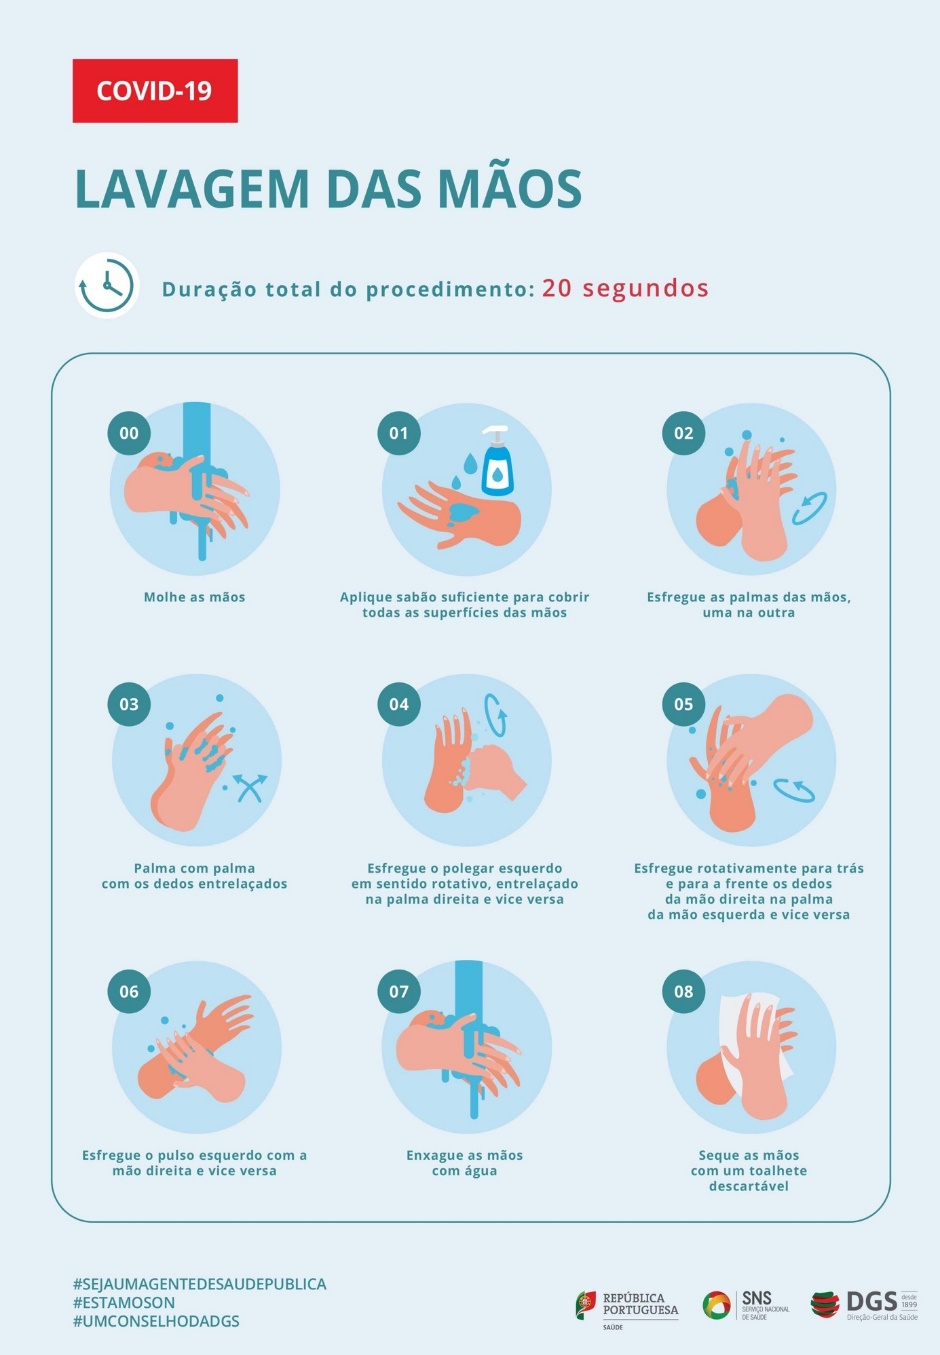 COVID-19
LAVAGEM DAS MÃOS
Duração total do procedimento: 20 segundos
00
Molhe as mãos
01
Aplique sabão suficiente para cobrir
todas as superfícies das mãos
02
Esfregue as palmas das mãos,
uma na outra
03
Palma com palma
com os dedos entrelaçados
04
Esfregue o polegar esquerdo
em sentido rotativo, entrelaçado
na palma direita e vice versa
05
Esfregue rotativamente para trás
e para a frente os dedos
da mão direita na palma
da mão esquerda e vice versa
06
Esfregue o pulso esquerdo com a
mão direita e vice versa
07
Enxague as mãos
com água
08
Seque as mãos
com um toalhete
descartável
#SEJAUMAGENTEDESAUDEPUBLICA
#ESTAMOSON
#UMCONSELHODADGS
REPÚBLICA
PORTUGUESA
SAÚDE
SNS
SERVIÇO NACIONAL
DE SAÚDE
DGS
desde
1899
Direção-Geral da Saúde